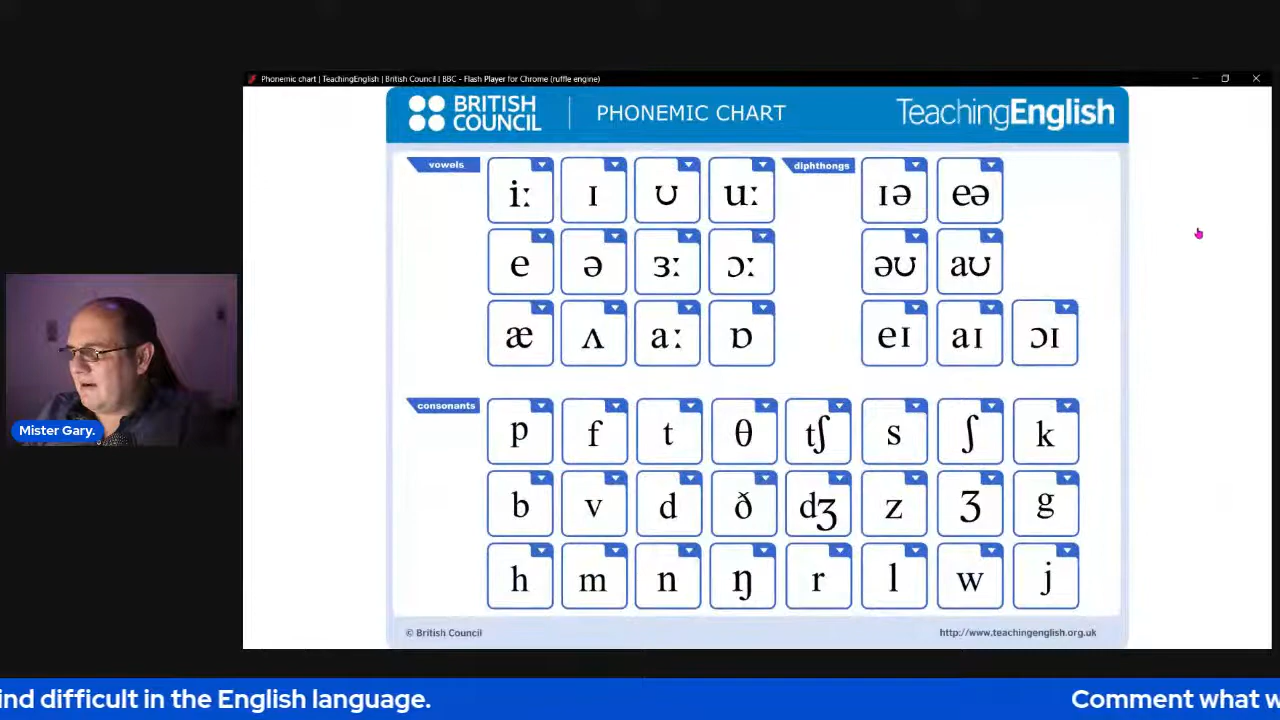 Phonemic chart | TeachingEnglish | British Council | BBC - Flash Player for Chrome (ruffle engine)
BRITISH
COUNCIL
PHONEMIC CHART
TeachingEnglish
vowels
iː ɪ ʊ uː
diphthongs
ɪə eə
e ə ɜː ɔː
əʊ aʊ
æ ʌ aː ɒ
eɪ aɪ ɔɪ
consonants
p f t θ tʃ s ʃ k
b v d ð dʒ z ʒ g
h m n ŋ r l w j
© British Council
http://www.teachingenglish.org.uk
Mister Gary.
ind difficult in the English language.
Comment what w